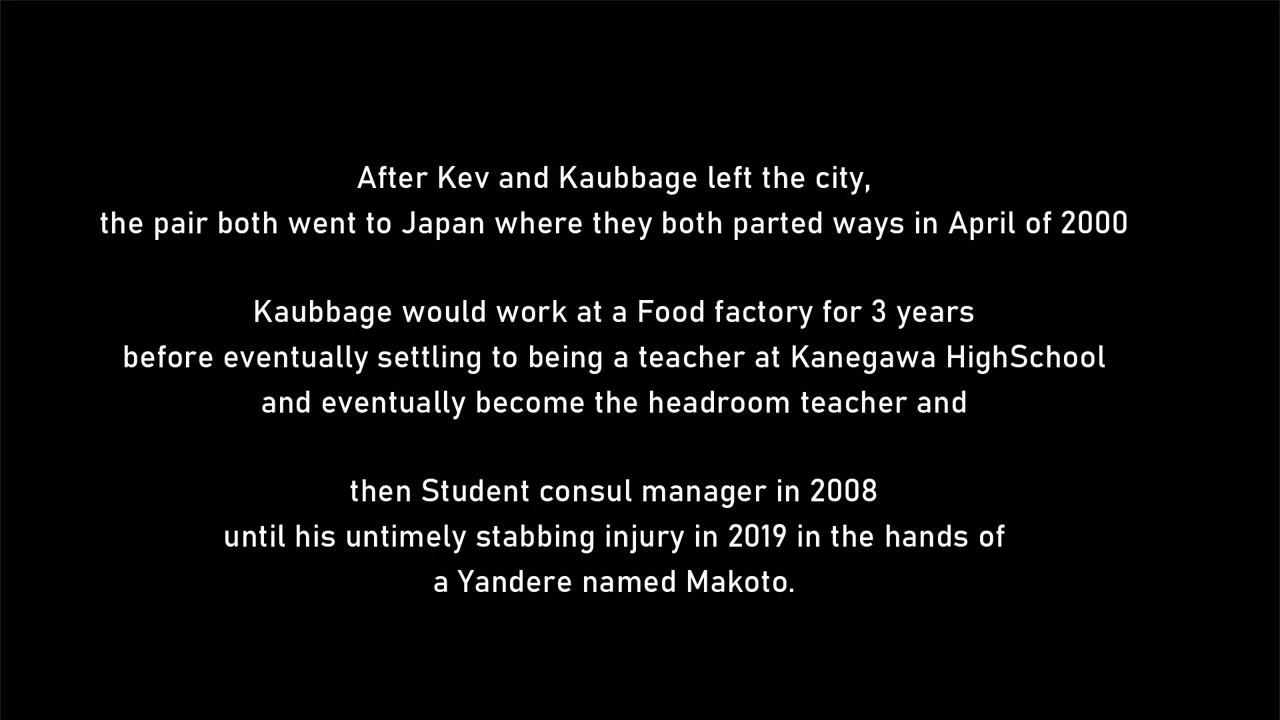 After Kev and Kaubbage left the city,
the pair both went to Japan where they both parted ways in April of 2000
Kaubbage would work at a Food factory for 3 years
before eventually settling to being a teacher at Kanegawa HighSchool
and eventually become the headroom teacher and
then Student consul manager in 2008
until his untimely stabbing injury in 2019 in the hands of
a Yandere named Makoto.